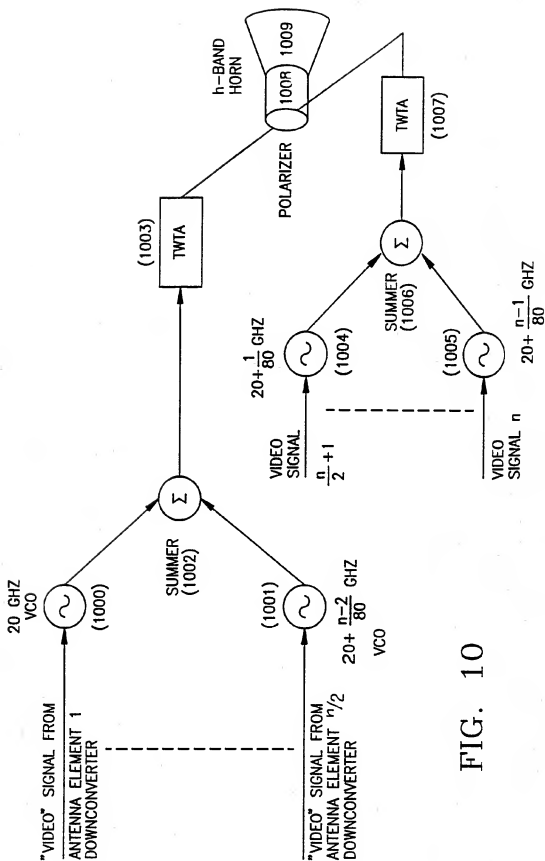 "VIDEO" SIGNAL FROM
ANTENNA ELEMENT 1
DOWNCONVERTER
20 GHZ
VCO
(1000)
"VIDEO" SIGNAL FROM
ANTENNA ELEMENT n/2
DOWNCONVERTER
(1001)
20+ n-2/80 GHZ
VCO
Σ
SUMMER
(1002)
(1003)
TWTA
h-BAND
HORN
1008
1009
POLARIZER
VIDEO
SIGNAL
n/2 +1
20+ 1/80 GHZ
(1004)
VIDEO
SIGNAL n
(1005)
20+ n-1/80 GHZ
Σ
SUMMER
(1006)
TWTA
(1007)
FIG. 10